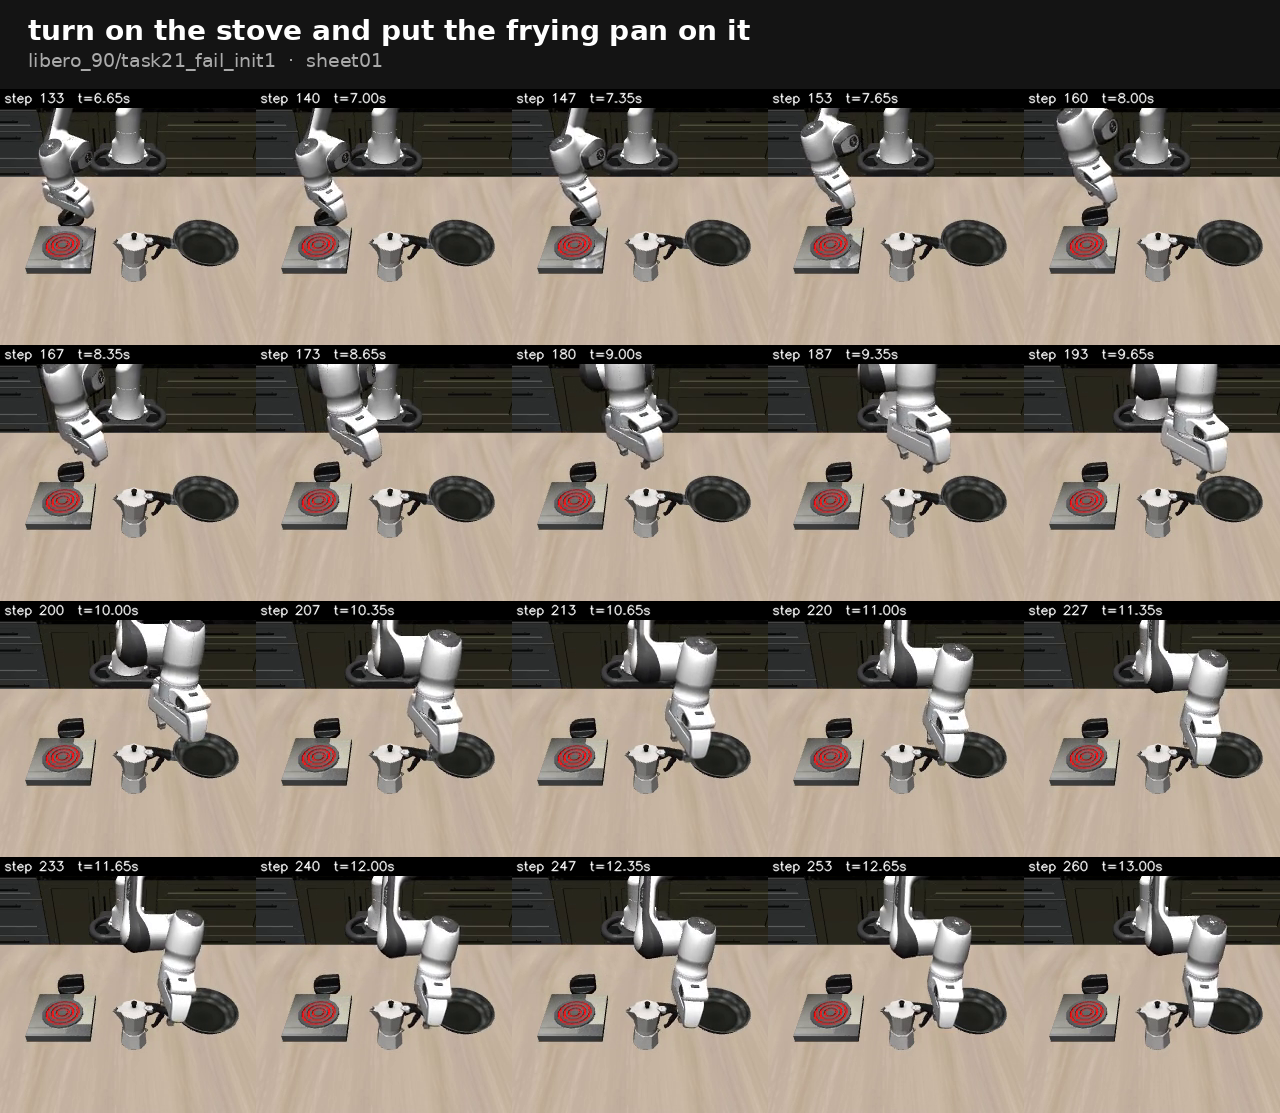 turn on the stove and put the frying pan on it
libero_90/task21_fail_init1 · sheet01
step 133 t=6.65s
step 140 t=7.00s
step 147 t=7.35s
step 153 t=7.65s
step 160 t=8.00s
step 167 t=8.35s
step 173 t=8.65s
step 180 t=9.00s
step 187 t=9.35s
step 193 t=9.65s
step 200 t=10.00s
step 207 t=10.35s
step 213 t=10.65s
step 220 t=11.00s
step 227 t=11.35s
step 233 t=11.65s
step 240 t=12.00s
step 247 t=12.35s
step 253 t=12.65s
step 260 t=13.00s